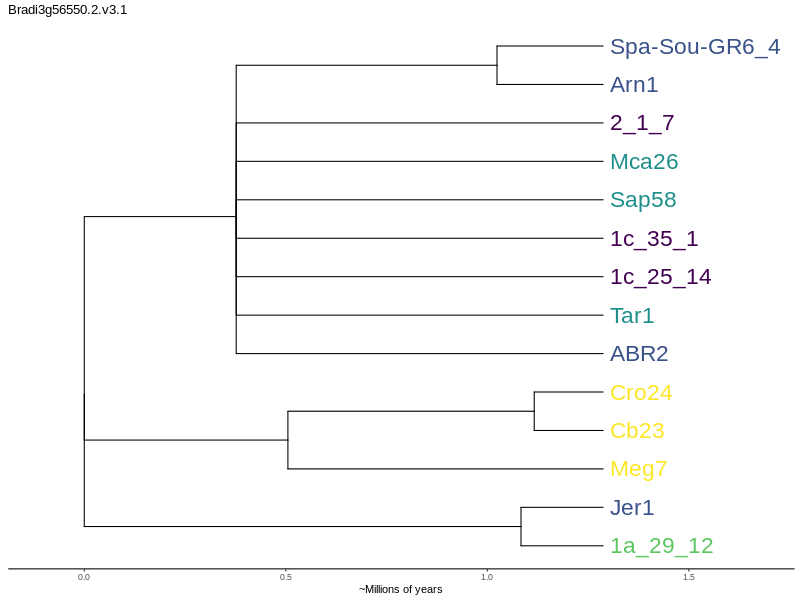 Bradi3g56550.2.v3.1
Spa-Sou-GR6_4
Arn1
2_1_7
Mca26
Sap58
1c_35_1
1c_25_14
Tar1
ABR2
Cro24
Cb23
Meg7
Jer1
1a_29_12
0.0 0.5 1.0 1.5
~Millions of years